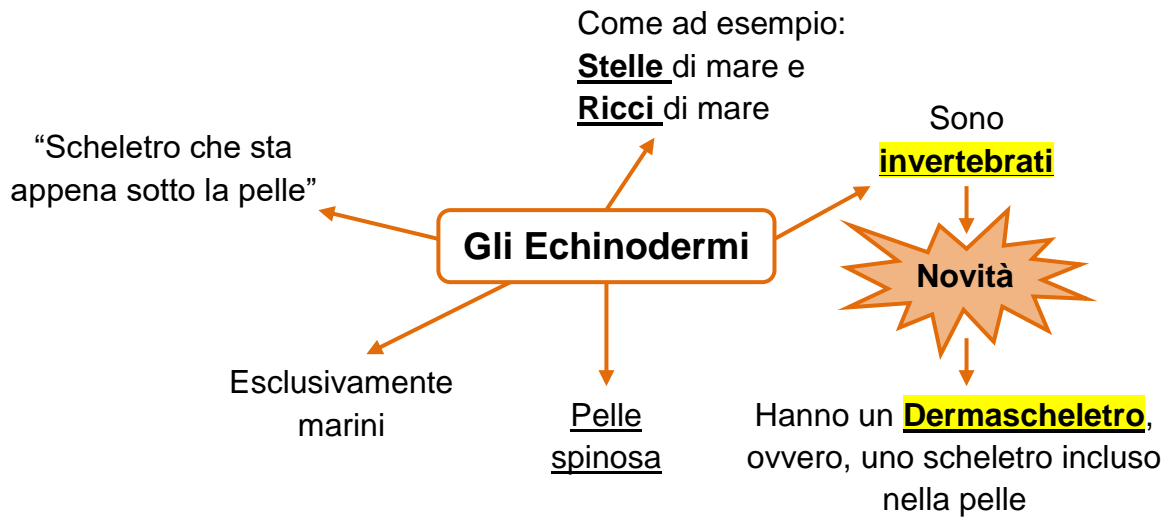 Come ad esempio:
Stelle di mare e
Ricci di mare
“Scheletro che sta
appena sotto la pelle”
Sono
invertebrati
Gli Echinodermi
Novità
Esclusivamente
marini
Pelle
spinosa
Hanno un Dermascheletro,
ovvero, uno scheletro incluso
nella pelle